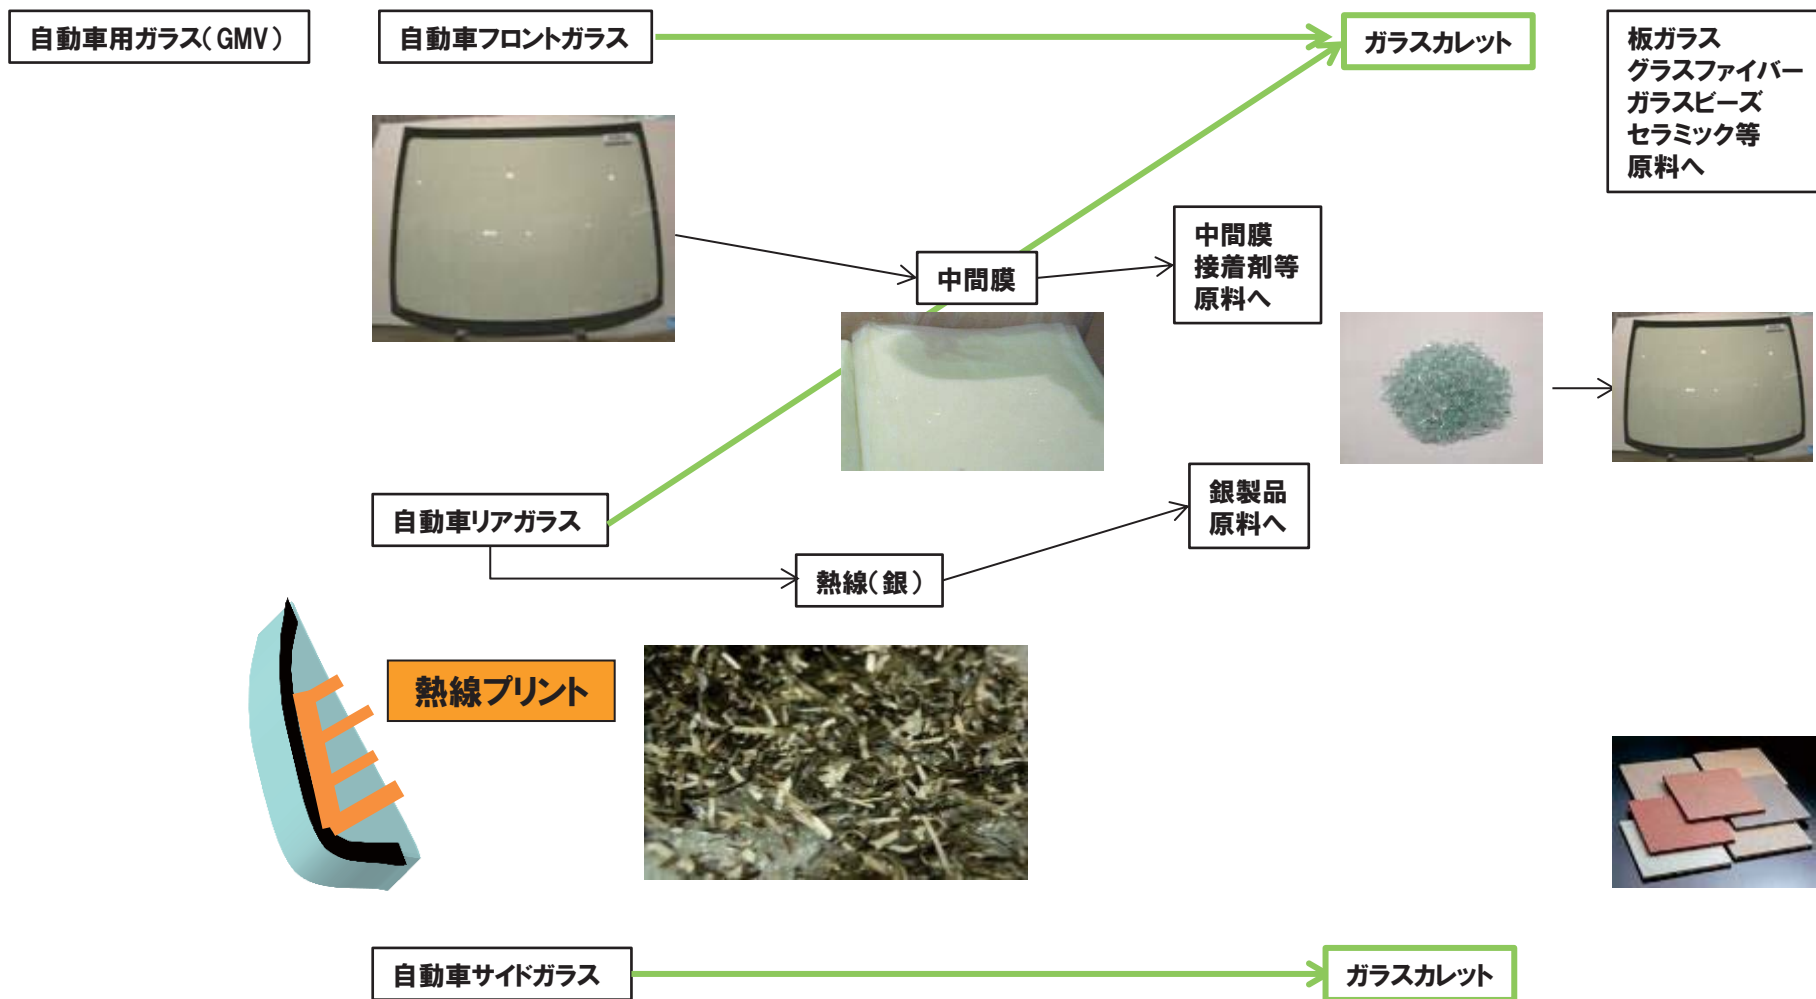 自動車用ガラス(GMV)
自動車フロントガラス
ガラスカレット
板ガラス
グラスファイバー
ガラスビーズ
セラミック等
原料へ
中間膜
中間膜
接着剤等
原料へ
自動車リアガラス
銀製品
原料へ
熱線(銀)
熱線プリント
自動車サイドガラス
ガラスカレット